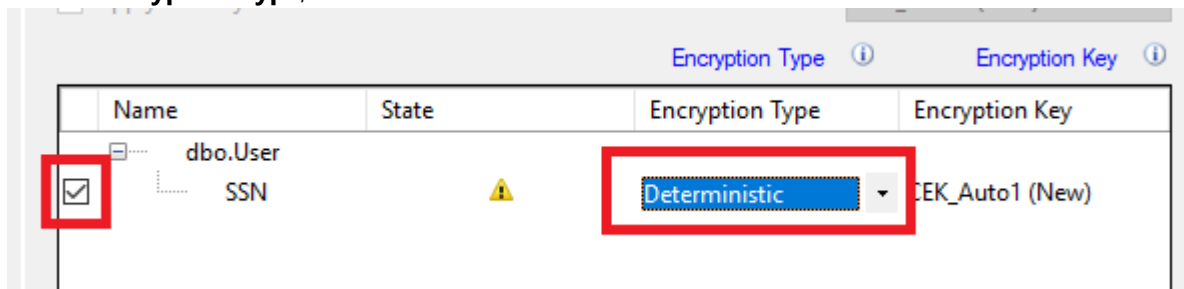 Encryption Type Encryption Key
Name State Encryption Type Encryption Key
dbo.User
SSN Deterministic CEK_Auto1 (New)